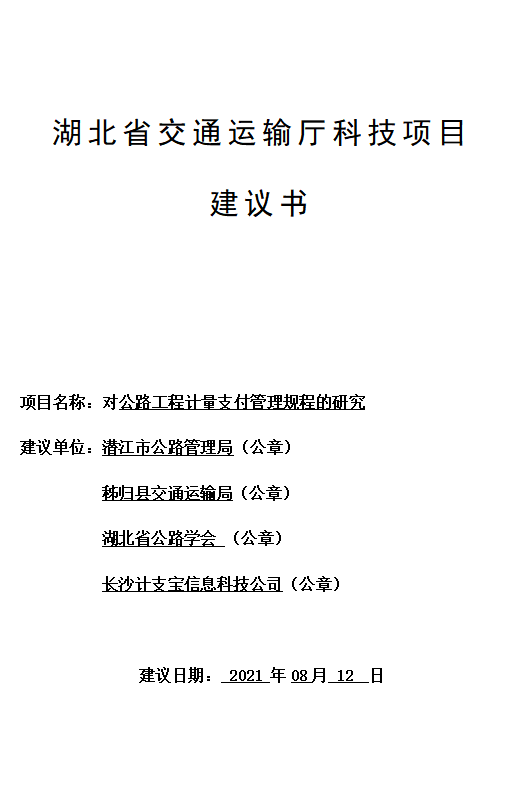 湖北省交通运输厅科技项目
建议书
项目名称：对公路工程计量支付管理规程的研究
建议单位：潜江市公路管理局（公章）
秭归县交通运输局（公章）
湖北省公路学会 （公章）
长沙计支宝信息科技公司（公章）
建议日期： 2021 年 08 月 12 日